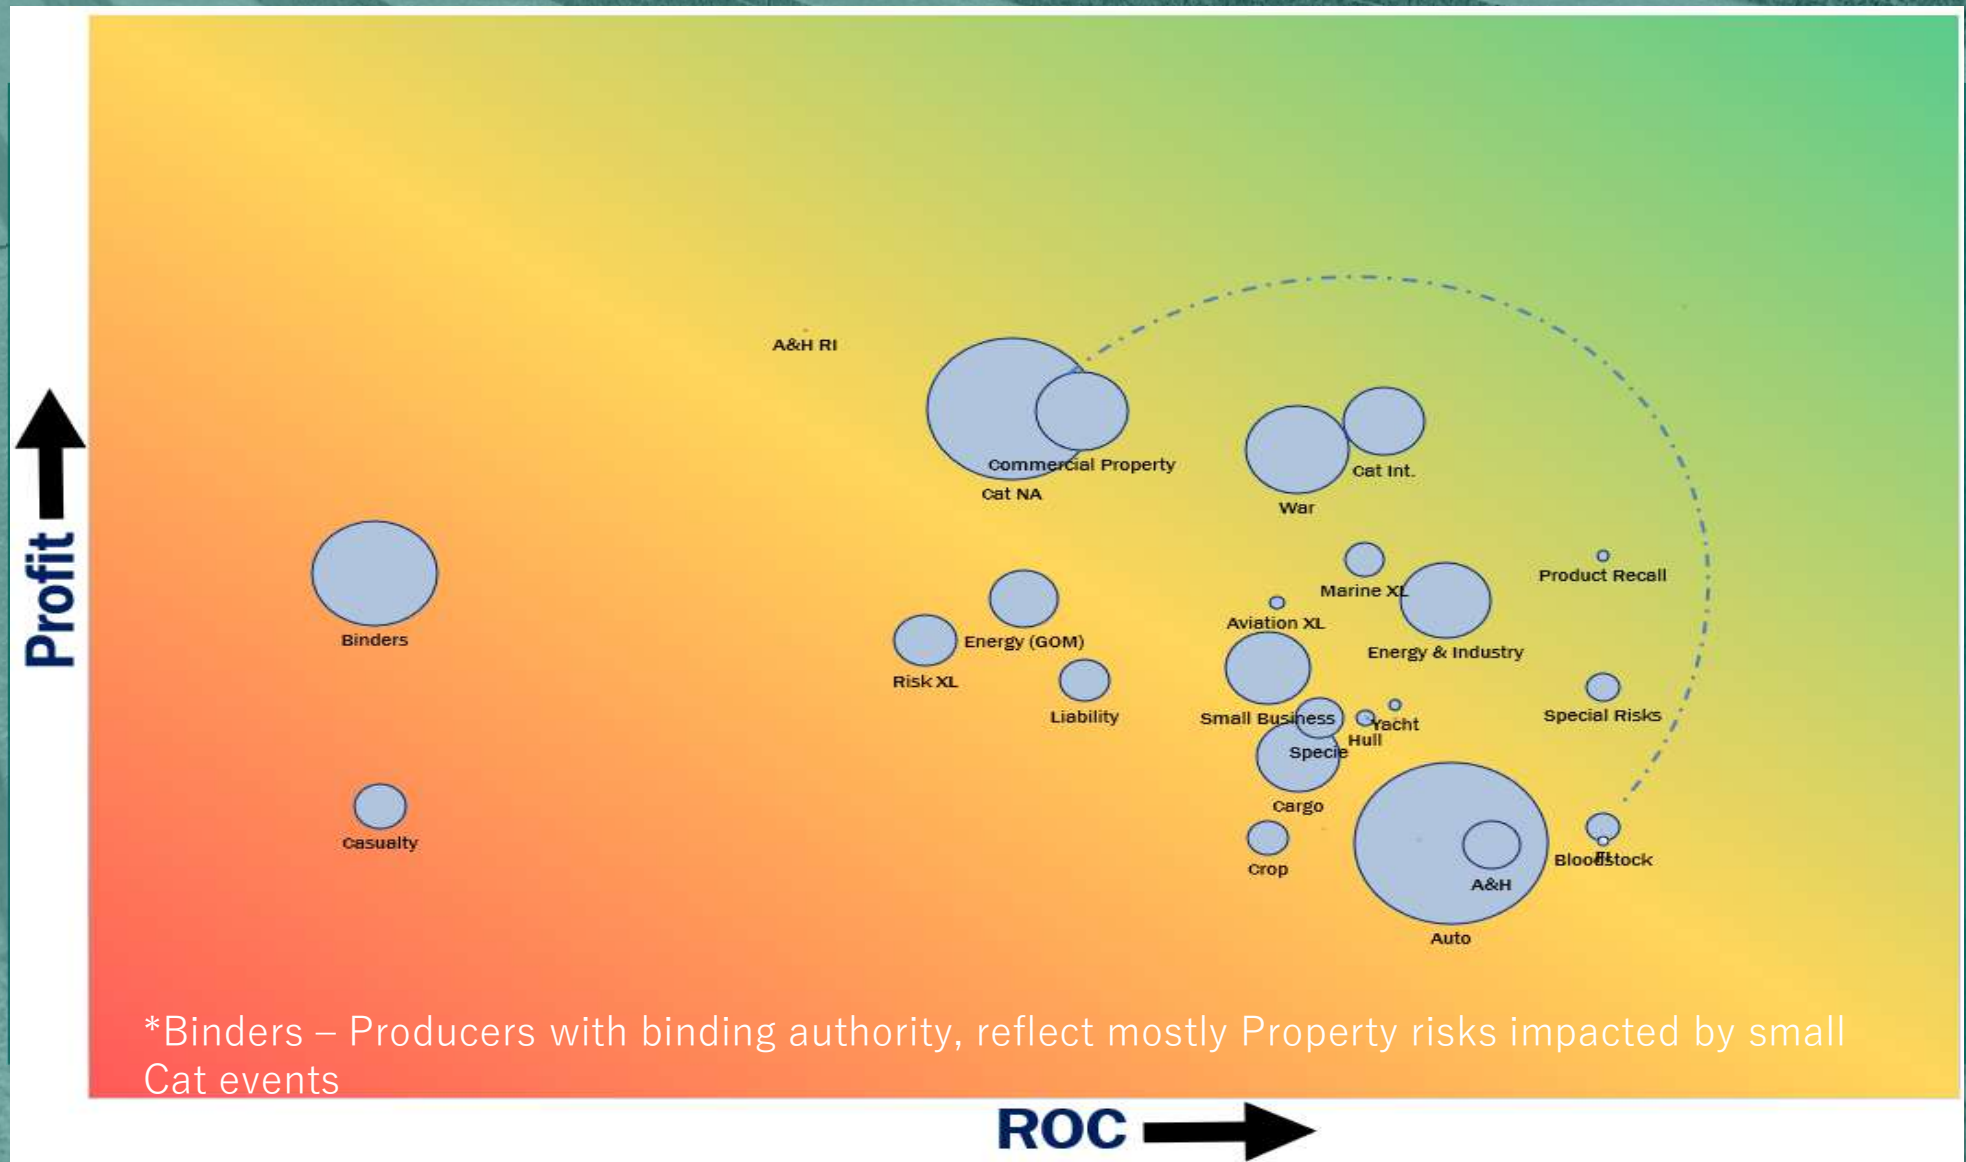 A&H RI
Commercial Property
Cat NA
Cat Int.
War
Product Recall
Marine XL
Aviation XL
Binders
Energy (GOM)
Energy & Industry
Risk XL
Liability
Small Business
Special Risks
Yacht
Hull
Specie
Cargo
Casualty
Crop
Bloodstock
FI
A&H
Auto
Profit
*Binders – Producers with binding authority, reflect mostly Property risks impacted by small
Cat events
ROC